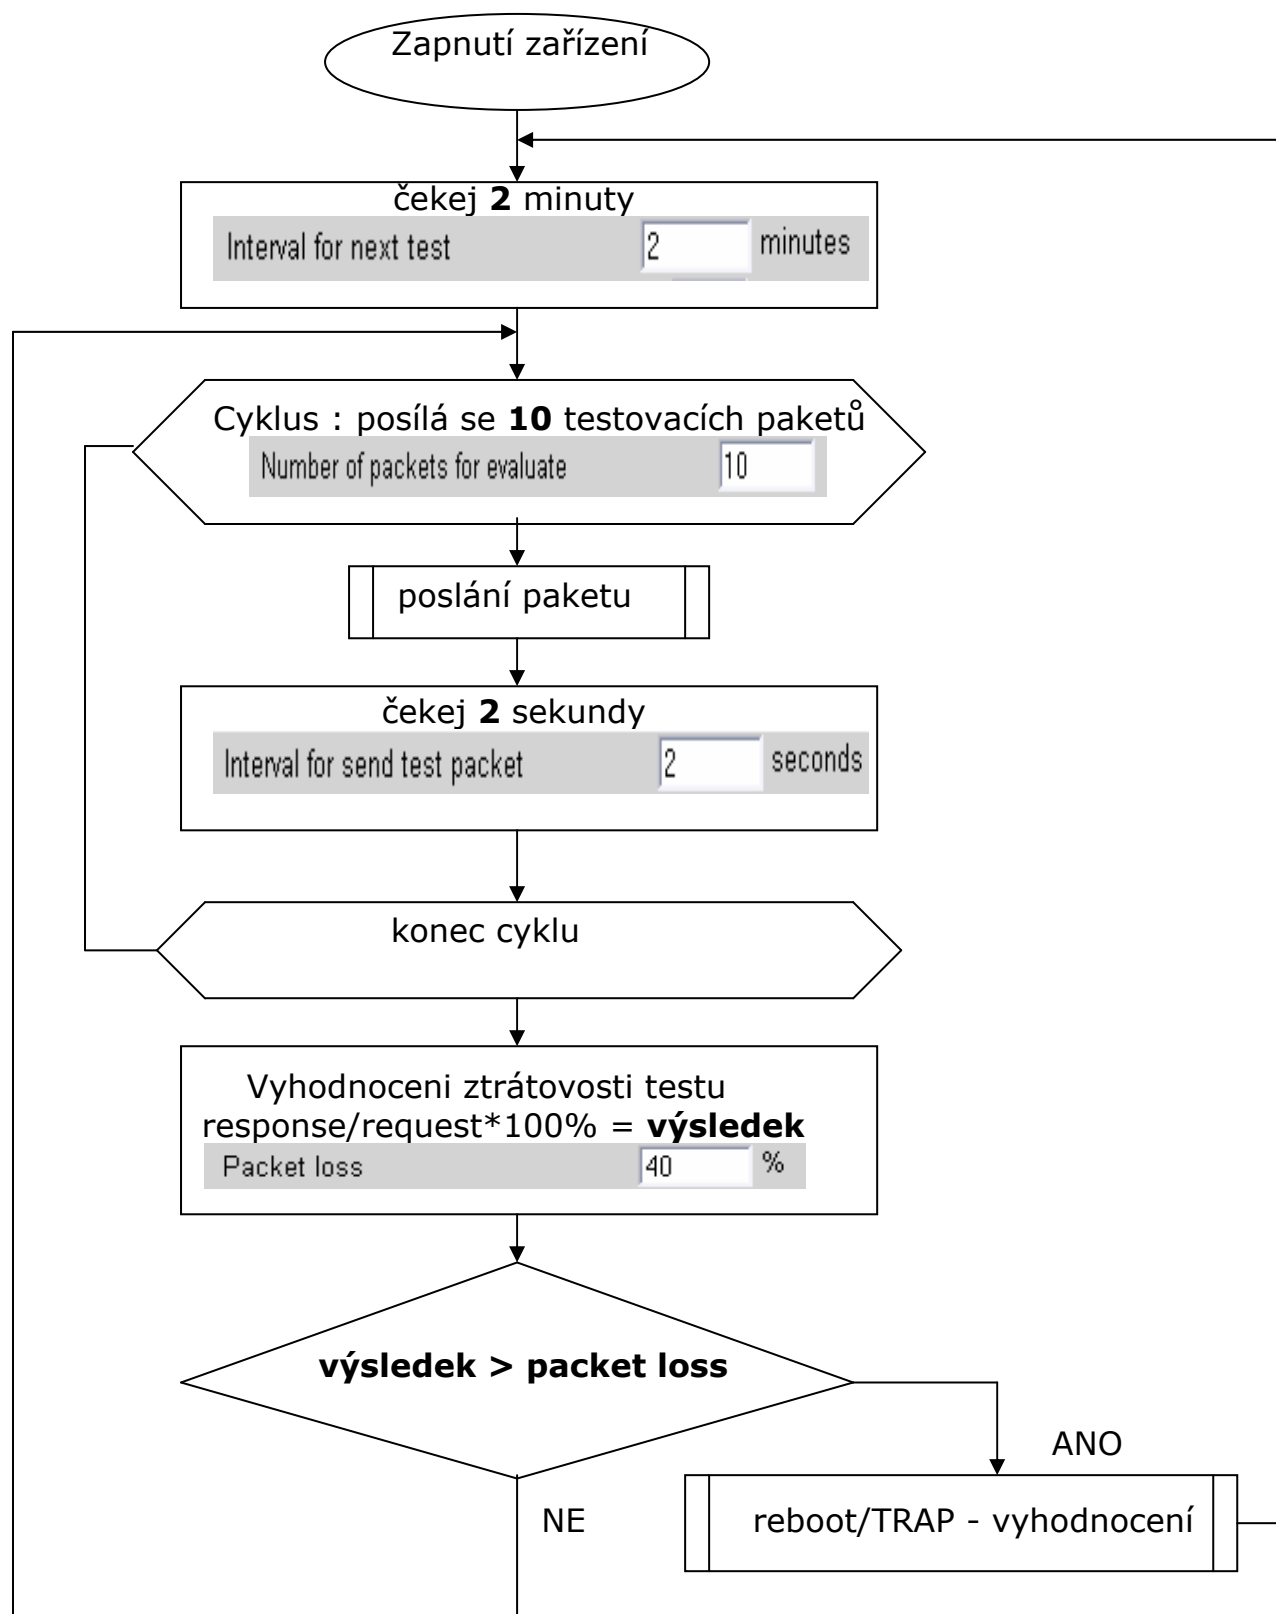 Zapnutí zařízení
čekej 2 minuty
Interval for next test 2 minutes
Cyklus : posílá se 10 testovacích paketů
Number of packets for evaluate 10
poslání paketu
čekej 2 sekundy
Interval for send test packet 2 seconds
konec cyklu
Vyhodnoceni ztrátovosti testu
response/request*100% = výsledek
Packet loss 40 %
výsledek > packet loss
ANO
NE
reboot/TRAP - vyhodnocení